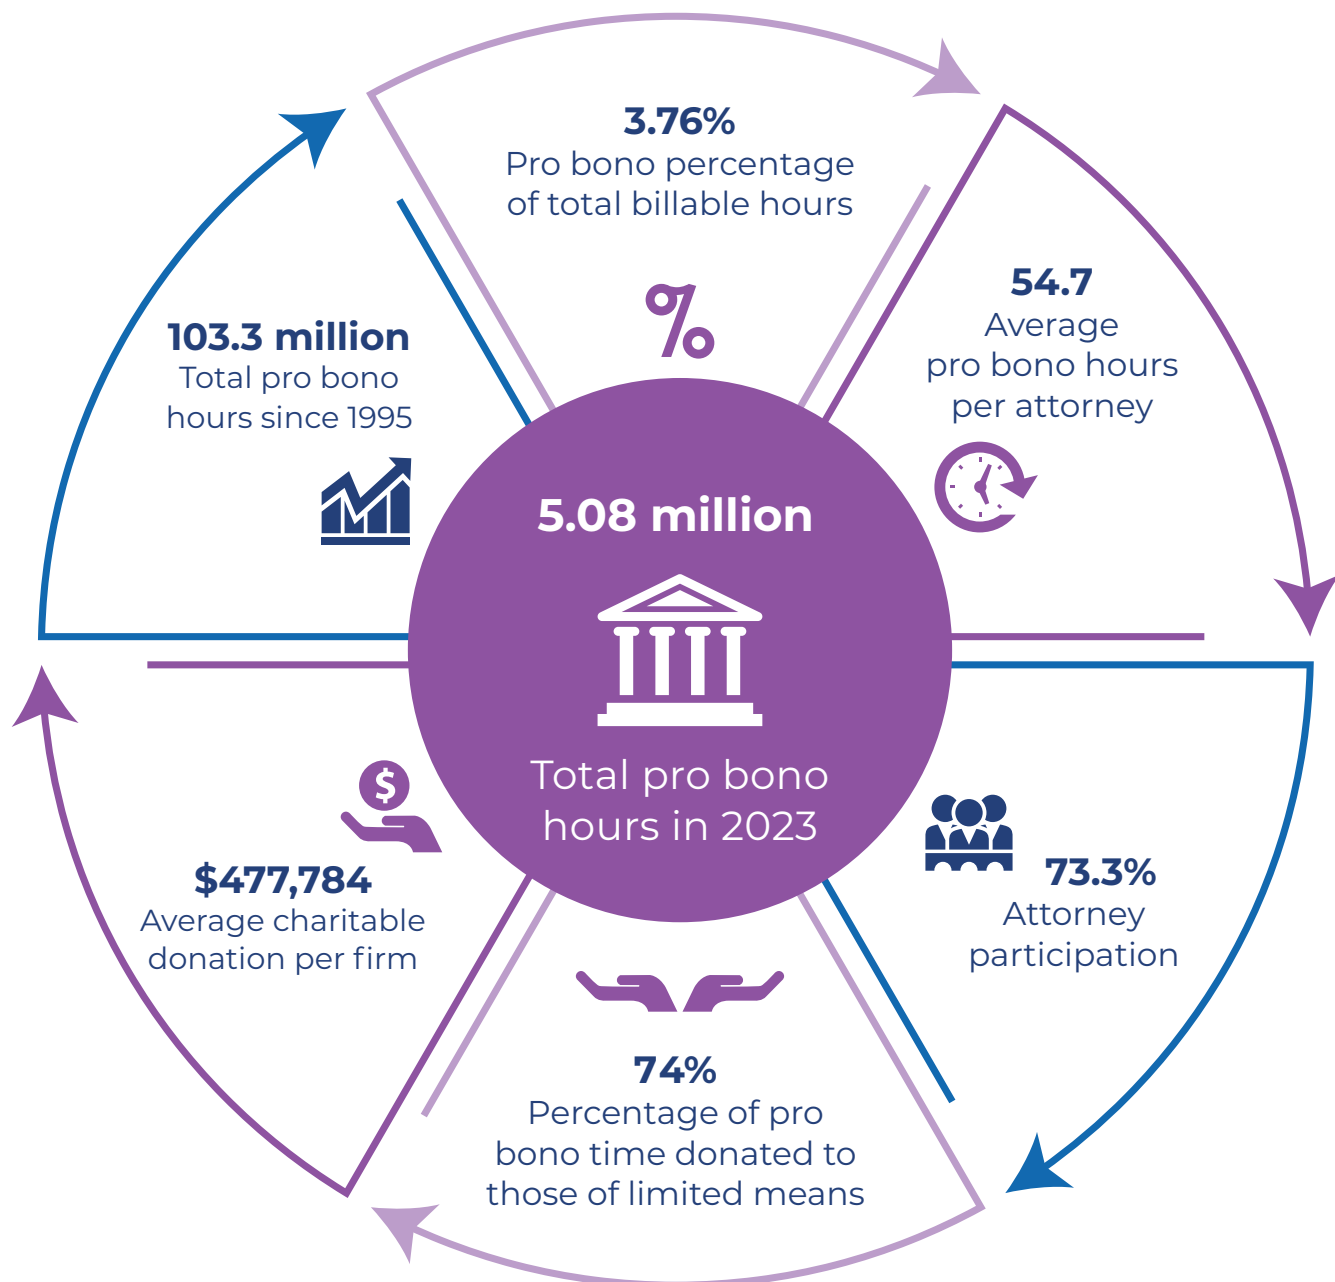 3.76%
Pro bono percentage
of total billable hours
54.7
Average
pro bono hours
per attorney
73.3%
Attorney
participation
74%
Percentage of pro
bono time donated to
those of limited means
$477,784
Average charitable
donation per firm
103.3 million
Total pro bono
hours since 1995
5.08 million
Total pro bono
hours in 2023